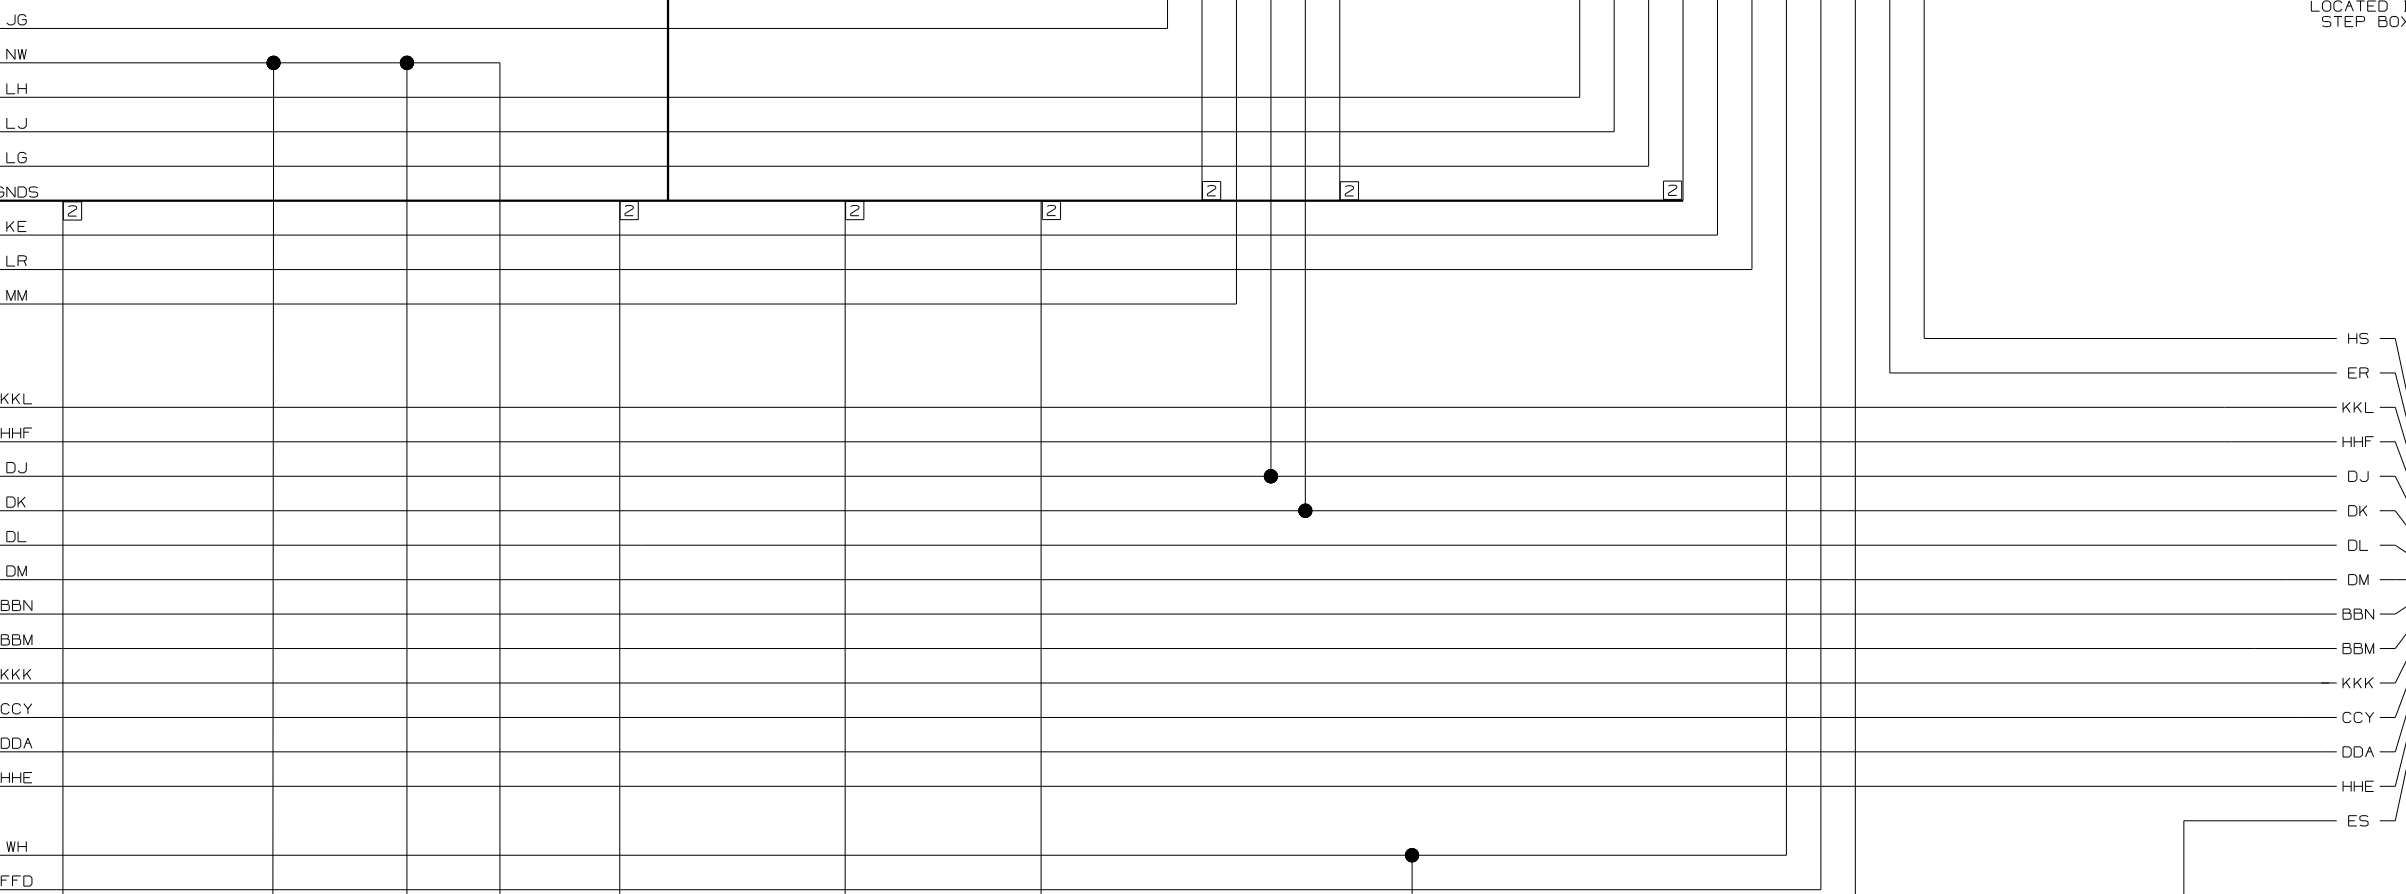 LOCATED
STEP BOX
JG
NW
LH
LJ
LG
GNDS
2 2 2
2 2 2 2
KE
LR
MM
HS
ER
KKL KKL
HHF HHF
DJ DJ
DK DK
DL DL
DM DM
BBN BBN
BBM BBM
KKK KKK
CCY CCY
DDA DDA
HHE HHE
ES
WH
FFD